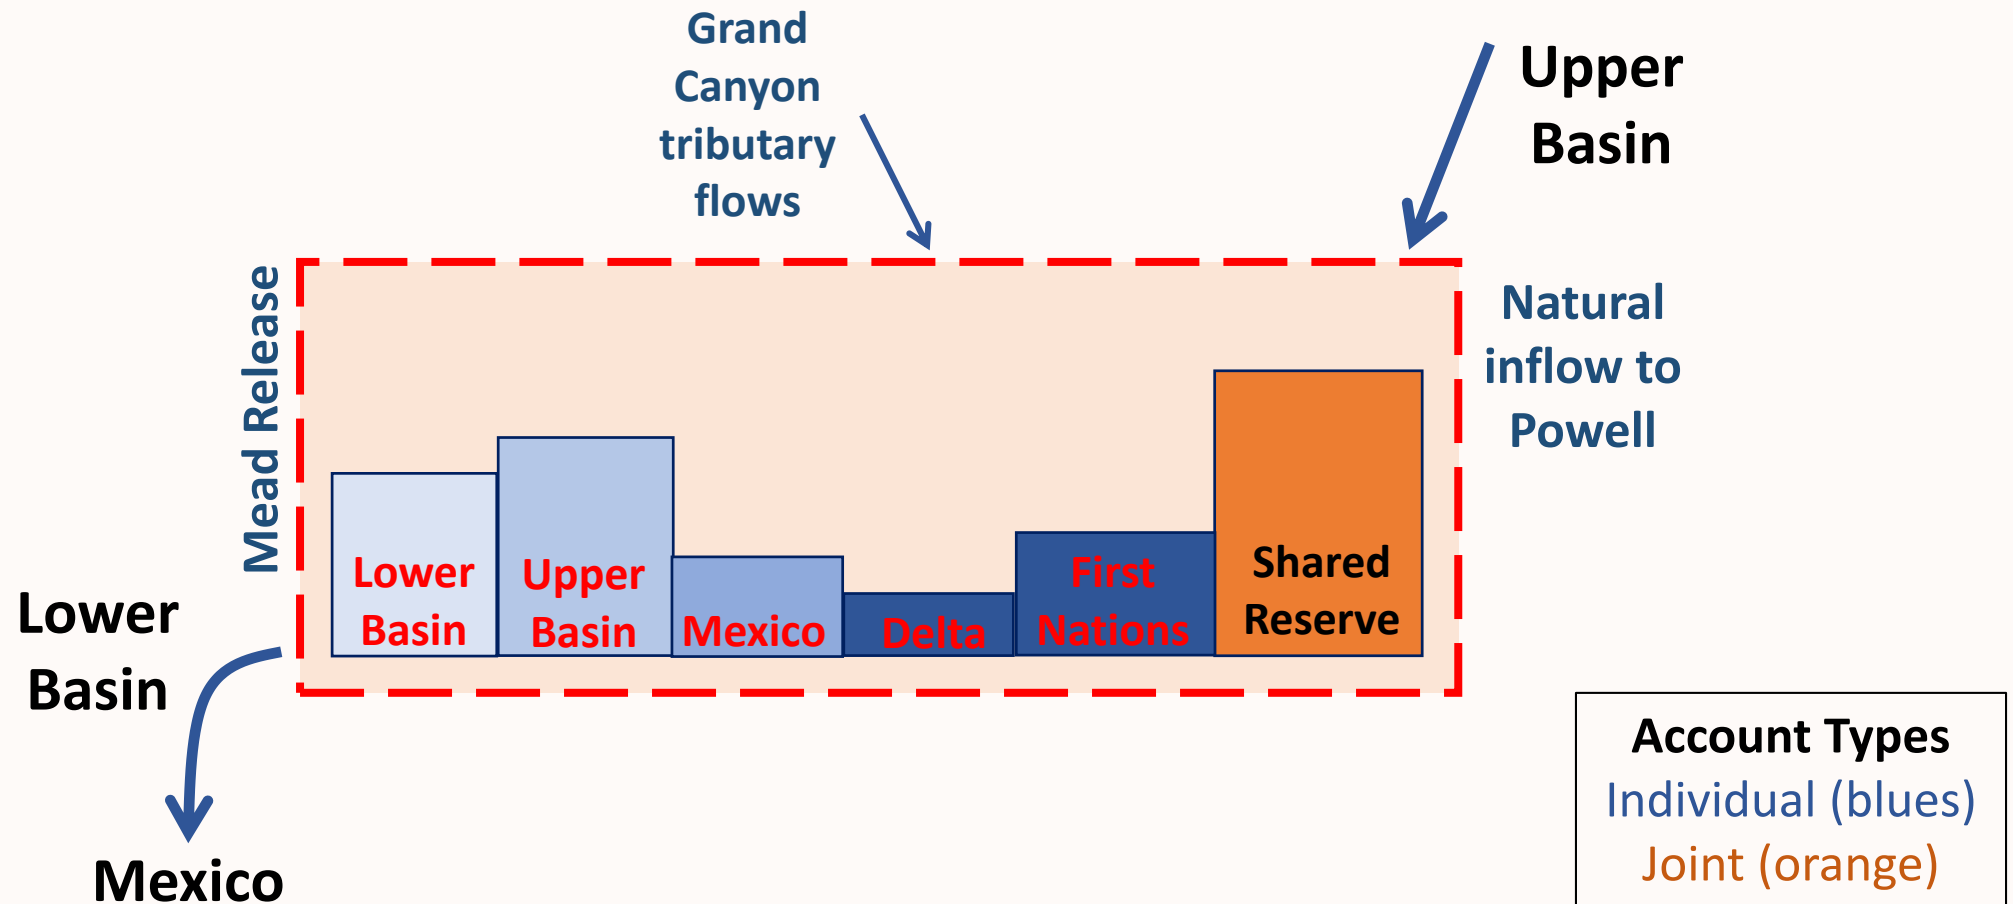 Grand
Canyon
tributary
flows
Upper
Basin
Mead Release
Natural
inflow to
Powell
Lower
Basin
Upper
Basin
Mexico
Delta
First
Nations
Shared
Reserve
Lower
Basin
Mexico
Account Types
Individual (blues)
Joint (orange)